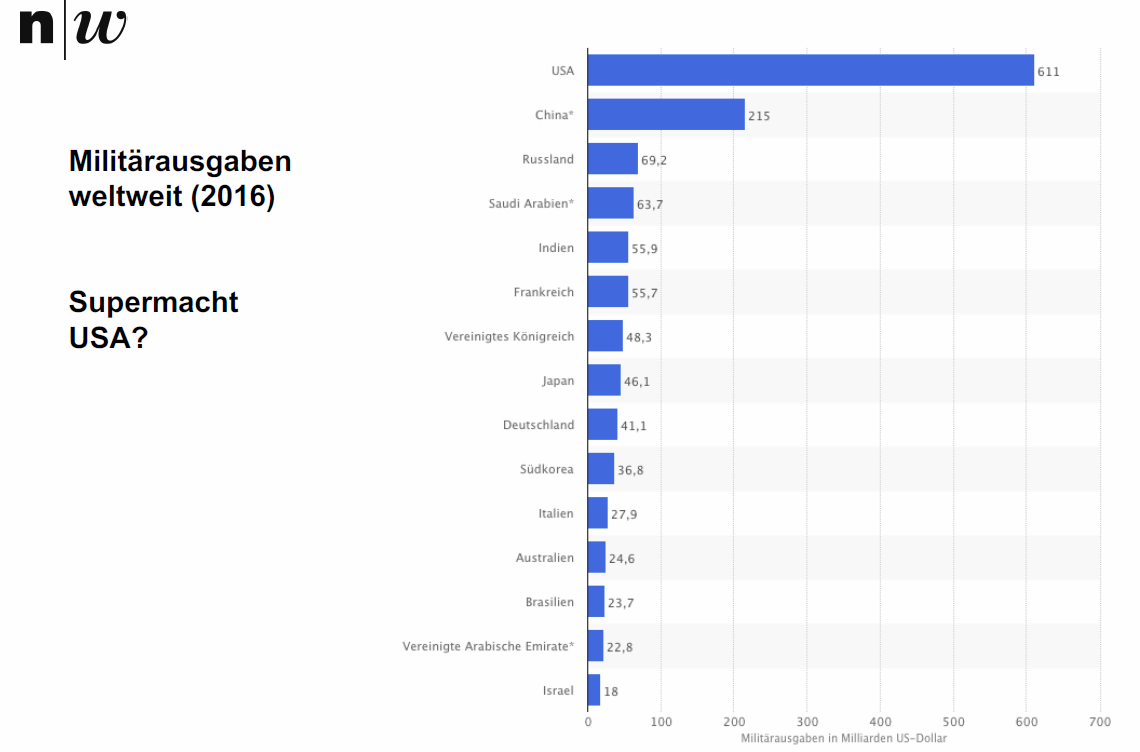 n|w
Militärausgaben
weltweit (2016)
Supermacht
USA?
USA 611
China* 215
Russland 69,2
Saudi Arabien* 63,7
Indien 55,9
Frankreich 55,7
Vereinigtes Königreich 48,3
Japan 46,1
Deutschland 41,1
Südkorea 36,8
Italien 27,9
Australien 24,6
Brasilien 23,7
Vereinigte Arabische Emirate* 22,8
Israel 18
0 100 200 300 400 500 600 700
Militärausgaben in Milliarden US-Dollar